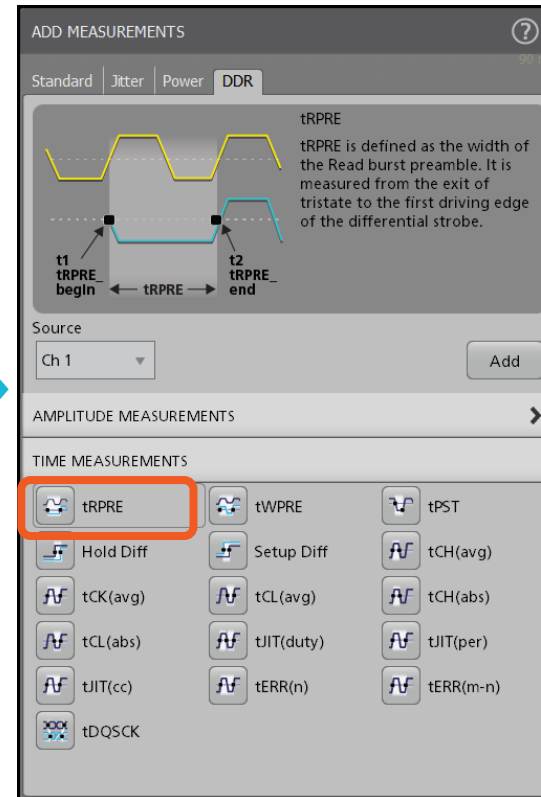 ADD MEASUREMENTS
?
90 
Standard Jitter Power DDR
tRPRE
tRPRE is defined as the width of
the Read burst preamble. It is
measured from the exit of
tristate to the first driving edge
of the differential strobe.
t1
tRPRE_
begin
tRPRE
t2
tRPRE_
end
Source
Ch 1
Add
AMPLITUDE MEASUREMENTS
TIME MEASUREMENTS
tRPRE tWPRE tPST
Hold Diff Setup Diff tCH(avg)
tCK(avg) tCL(avg) tCH(abs)
tCL(abs) tJIT(duty) tJIT(per)
tJIT(cc) tERR(n) tERR(m-n)
tDQSCK